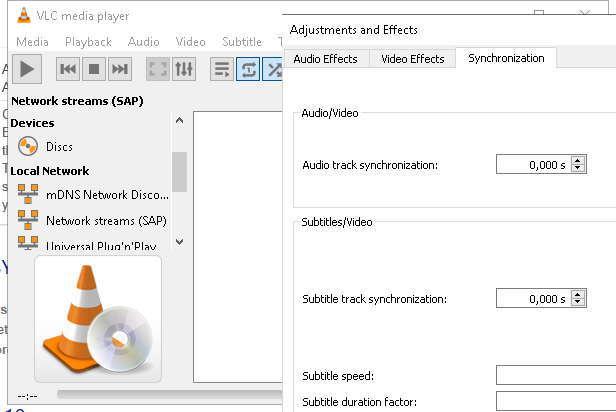 VLC media player
Media Playback Audio Video Subtitle
Network streams (SAP)
Devices
Discs
Local Network
mDNS Network Disco...
Network streams (SAP)
Universal Plug'n'Play
--:--
Adjustments and Effects
Audio Effects Video Effects Synchronization
Audio/Video
Audio track synchronization: 0,000 s
Subtitles/Video
Subtitle track synchronization: 0,000 s
Subtitle speed:
Subtitle duration factor: